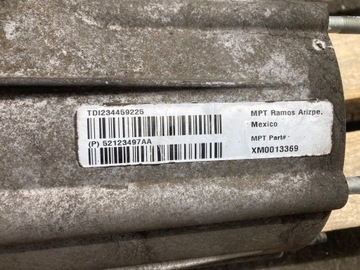 TDI234459225
(P) 52123497AA
MPT Ramos Arizpe,
Mexico
MPT Part#
XM0013369